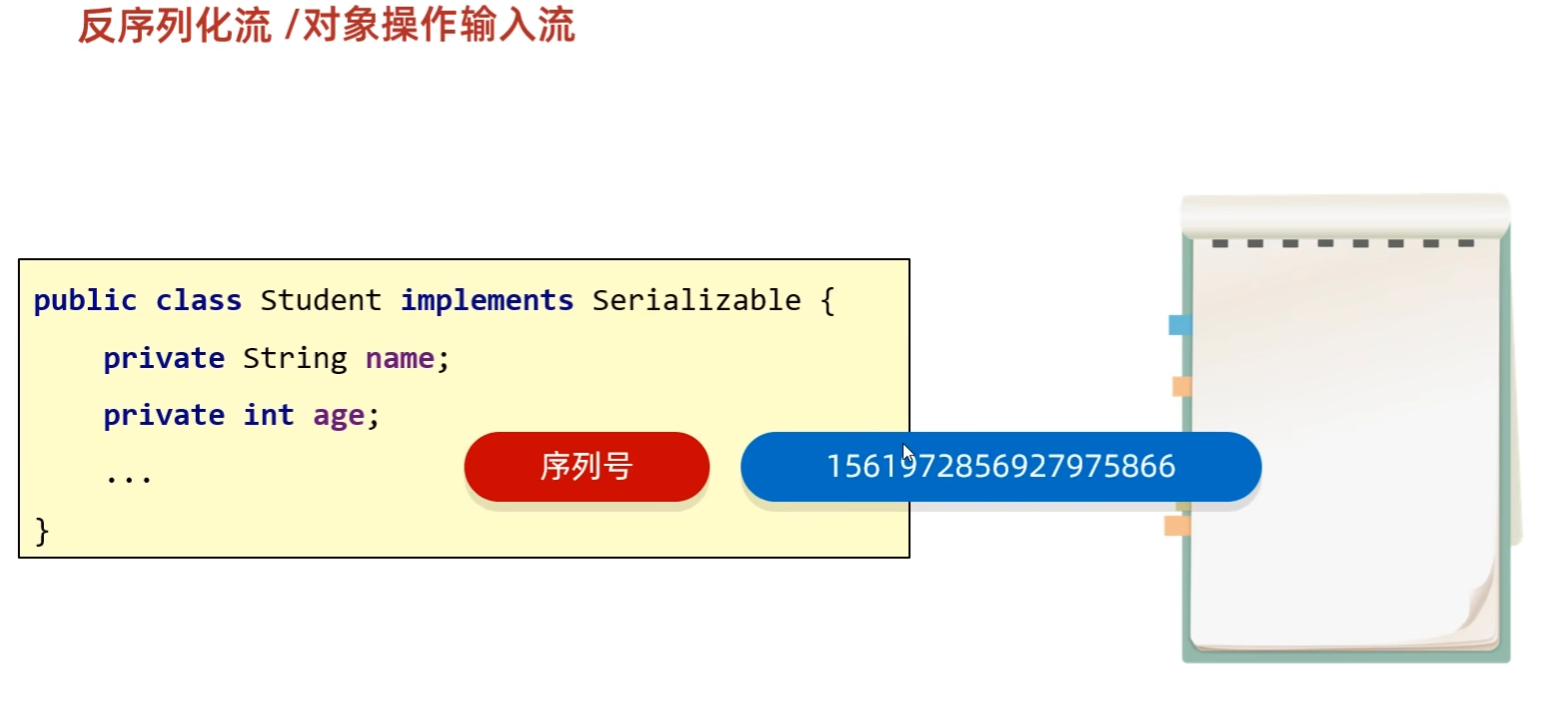 反序列化流 /对象操作输入流
public class Student implements Serializable {
private String name;
private int age;
序列号 1561972856927975866
...
}